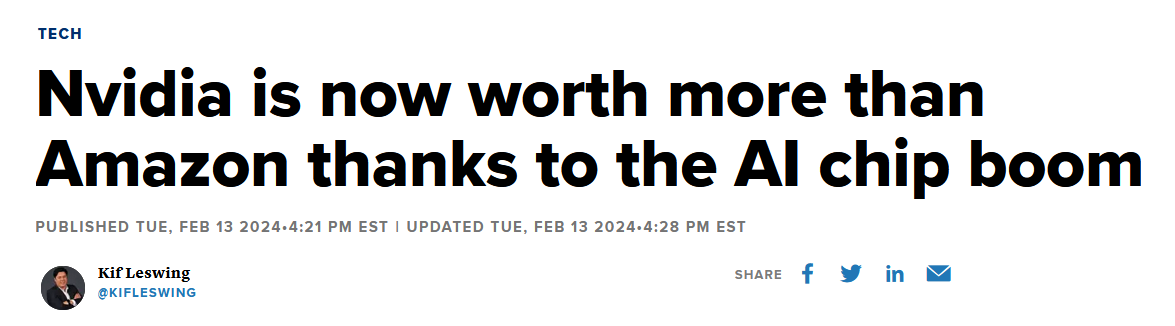 TECH
Nvidia is now worth more than
Amazon thanks to the AI chip boom
PUBLISHED TUE, FEB 13 2024•4:21 PM EST | UPDATED TUE, FEB 13 2024•4:28 PM EST
Kif Leswing
@KIFLESWING
SHARE